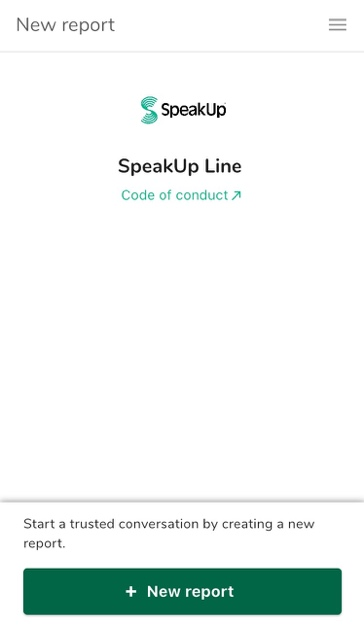 New report
SpeakUp
SpeakUp Line
Code of conduct
Start a trusted conversation by creating a new
report.
+ New report